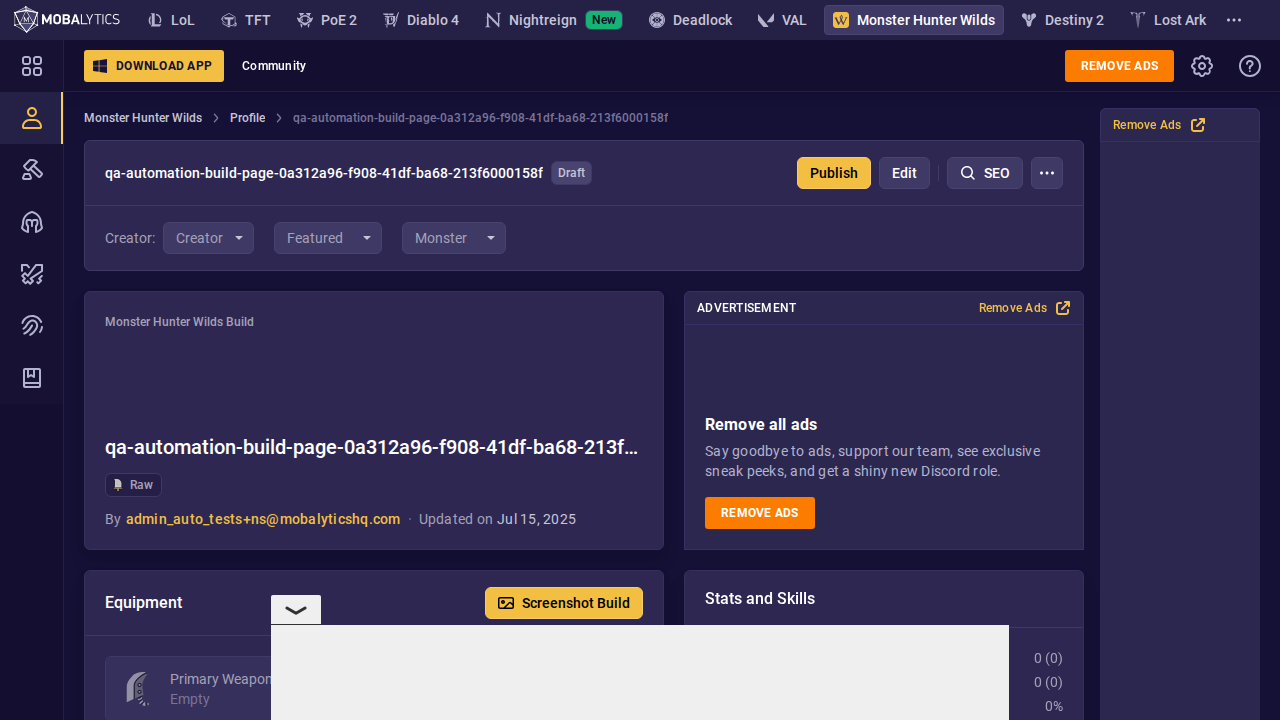 MOBALYTICS LoL TFT PoE 2 Diablo 4 Nightreign New Deadlock VAL Monster Hunter Wilds Destiny 2 Lost Ark
DOWNLOAD APP Community REMOVE ADS
Monster Hunter Wilds Profile qa-automation-build-page-0a312a96-f908-41df-ba68-213f6000158f
Remove Ads
qa-automation-build-page-0a312a96-f908-41df-ba68-213f6000158f Draft Publish Edit SEO
Creator: Creator Featured Monster
Monster Hunter Wilds Build
qa-automation-build-page-0a312a96-f908-41df-ba68-213f...
Raw
By admin_auto_tests+ns@mobalyticshq.com · Updated on Jul 15, 2025
ADVERTISEMENT Remove Ads
Remove all ads
Say goodbye to ads, support our team, see exclusive
sneak peeks, and get a shiny new Discord role.
REMOVE ADS
Equipment Screenshot Build
Primary Weapon
Empty
Stats and Skills
0 (0)
0 (0)
0%